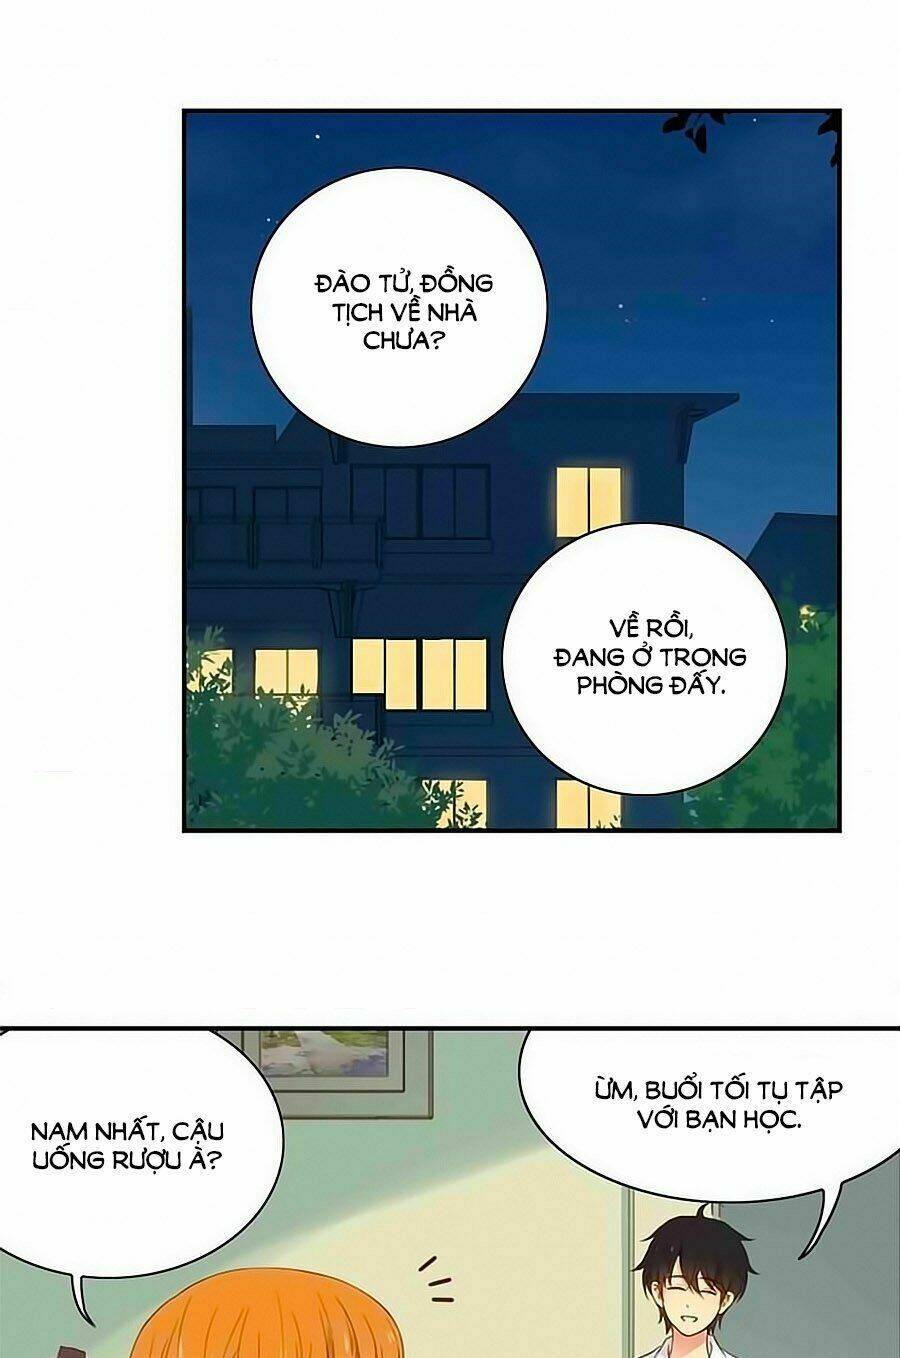 ĐÀO TỬ, ĐỒNG
TỊCH VỀ NHÀ
CHƯA?
VỀ RỒI,
ĐANG Ở TRONG
PHÒNG ĐẤY.
NAM NHẤT, CẬU
UỐNG RƯỢU À?
ỪM, BUỔI TỐI TỤ TẬP
VỚI BẠN HỌC.